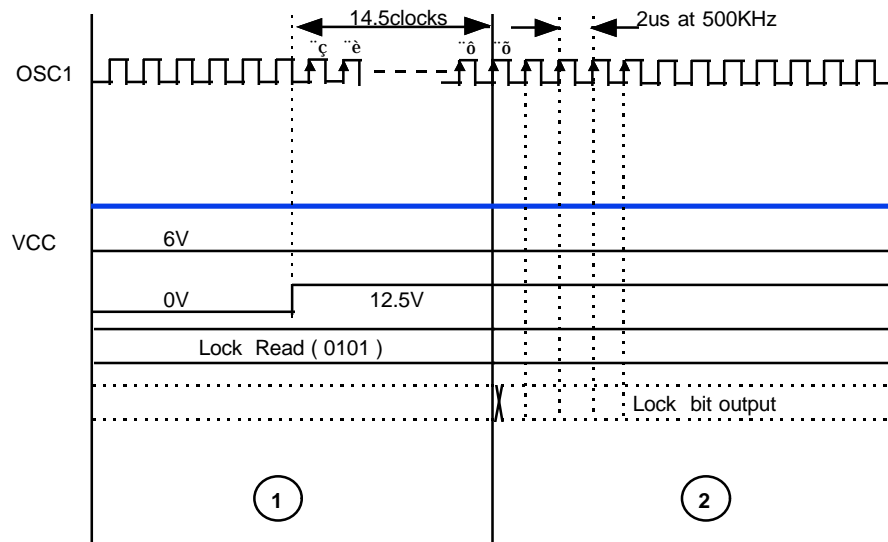 14.5clocks
2us at 500KHz
¨ç ¨è ¨ô ¨õ
OSC1
6V
VCC
0V
12.5V
Lock Read ( 0101 )
Lock bit output
1
2